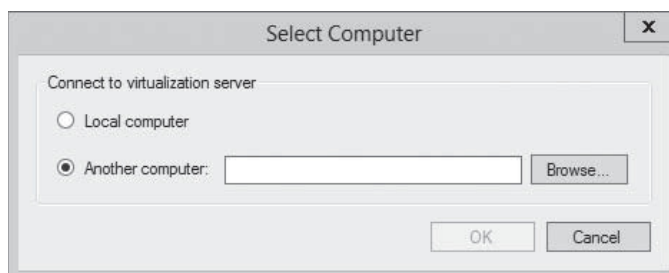 Select Computer
x
Connect to virtualization server
Local computer
Another computer:
Browse...
OK
Cancel